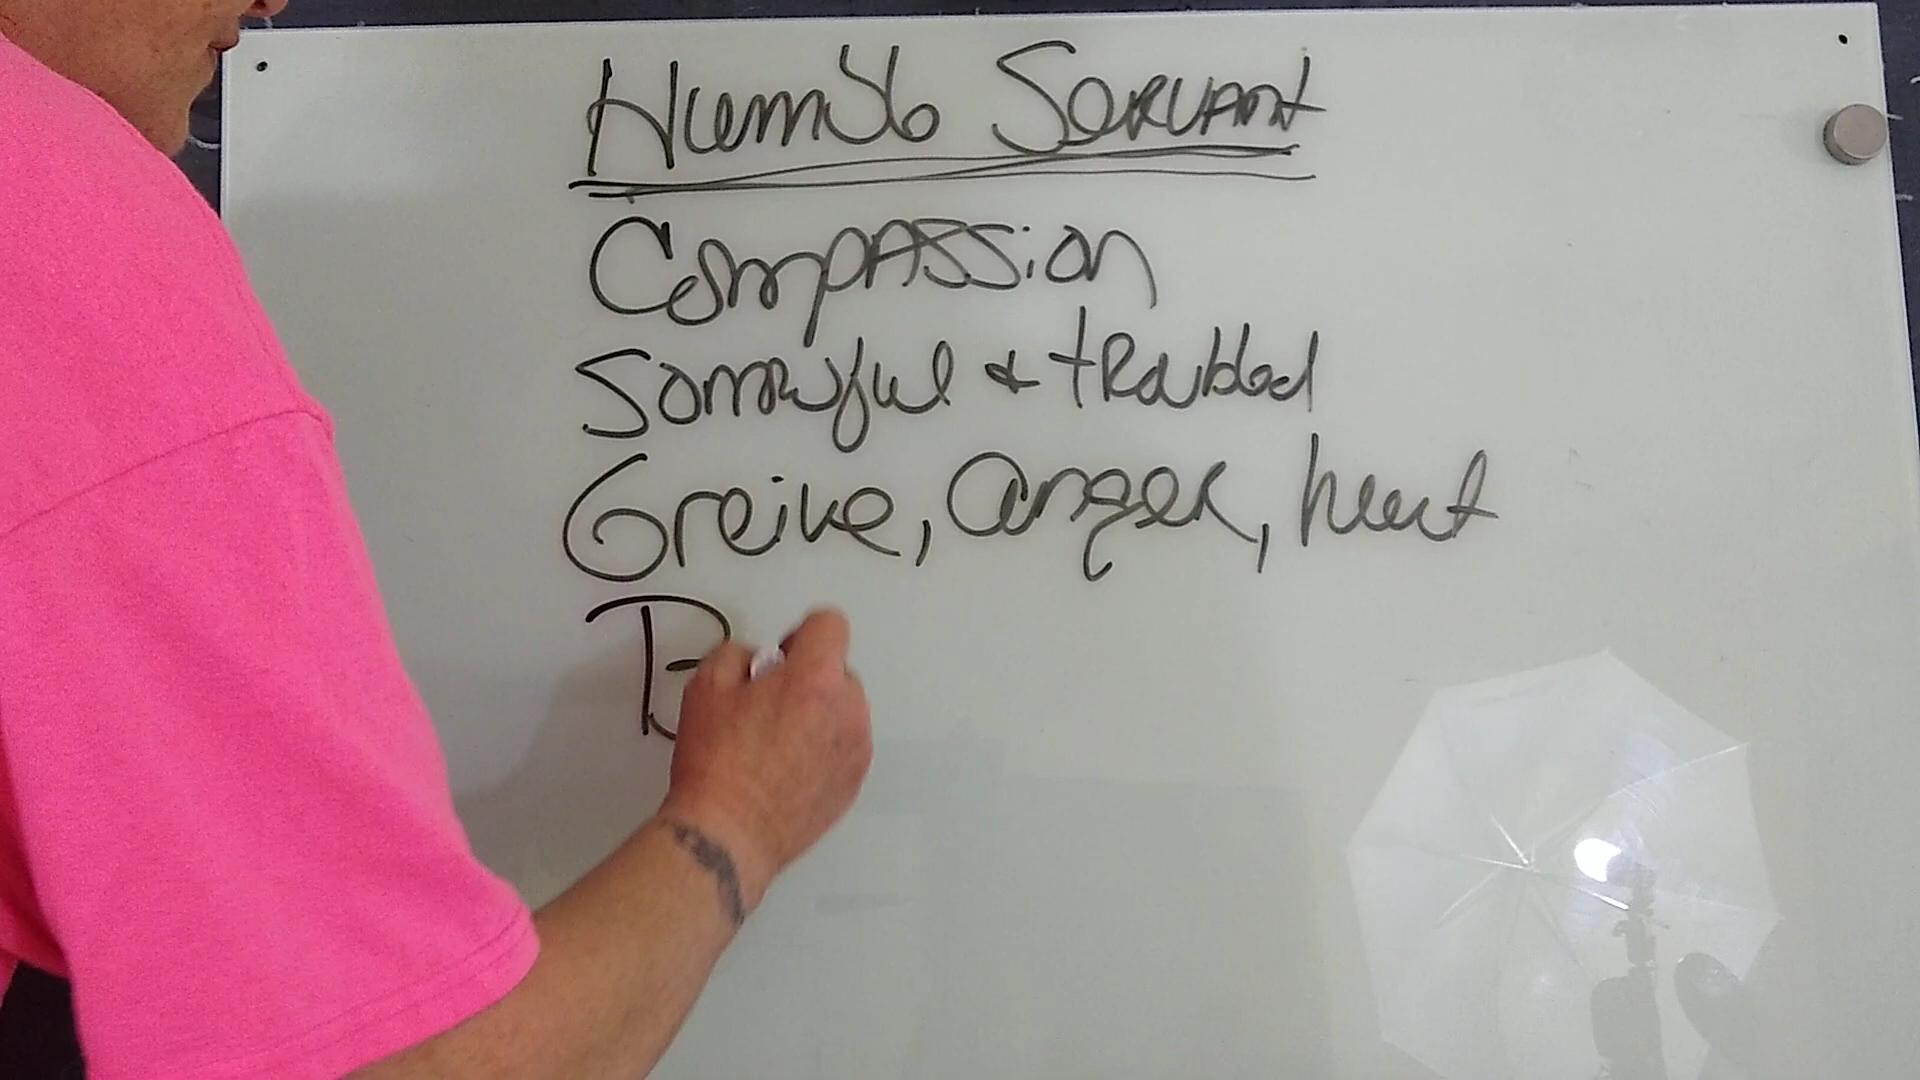 Humble Servant
Compassion
Sorrowful & troubled
Greive, anger, hurt
B